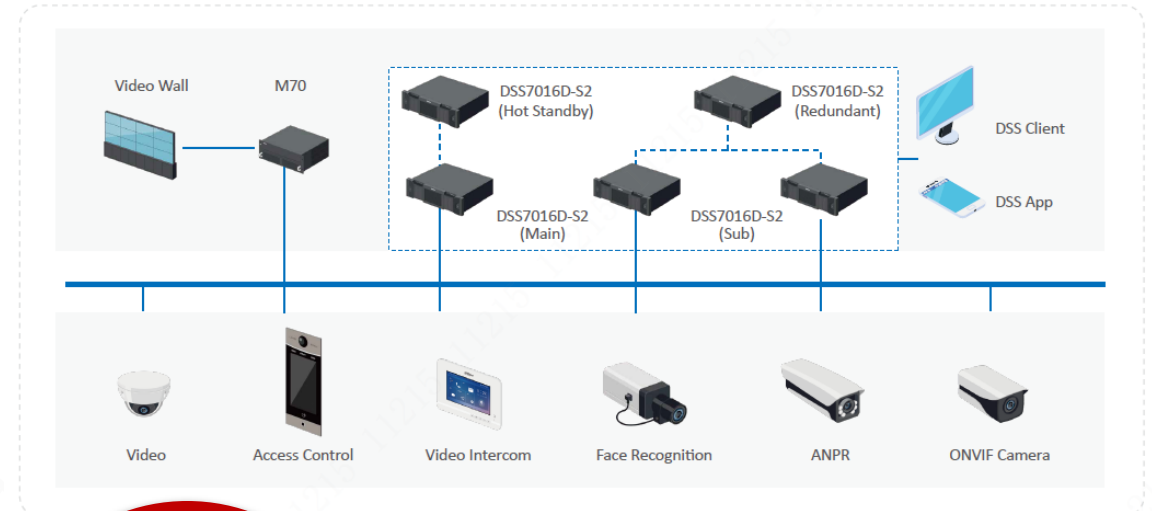 Video Wall
M70
DSS7016D-S2
(Hot Standby)
DSS7016D-S2
(Redundant)
DSS Client
DSS7016D-S2
(Main)
DSS7016D-S2
(Sub)
DSS App
Video
Access Control
Video Intercom
Face Recognition
ANPR
ONVIF Camera